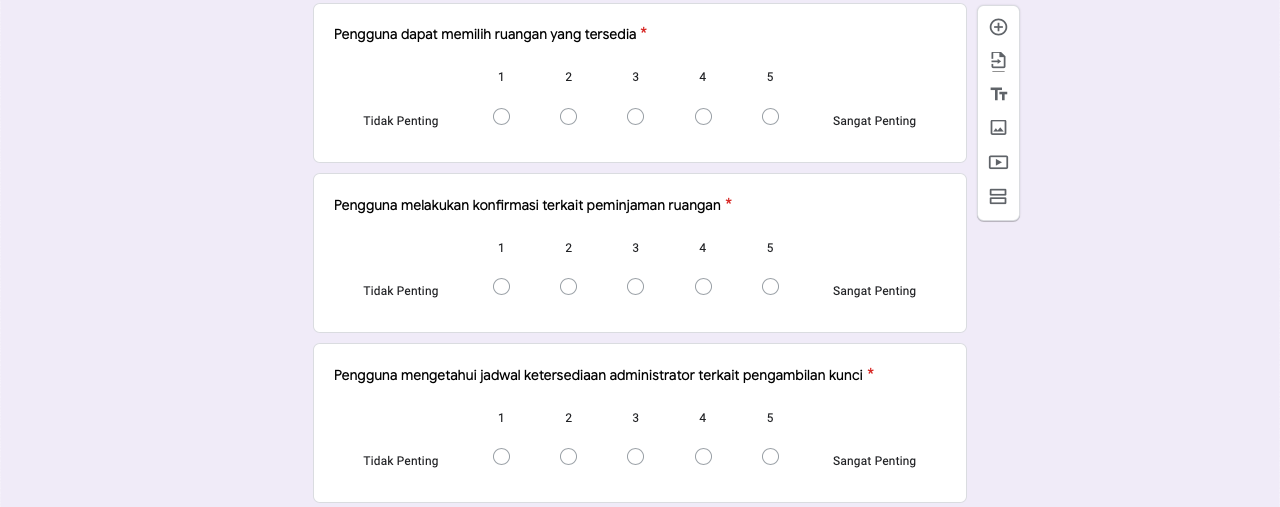 Pengguna dapat memilih ruangan yang tersedia *
1 2 3 4 5
Tidak Penting Sangat Penting
Pengguna melakukan konfirmasi terkait peminjaman ruangan *
1 2 3 4 5
Tidak Penting Sangat Penting
Pengguna mengetahui jadwal ketersediaan administrator terkait pengambilan kunci *
1 2 3 4 5
Tidak Penting Sangat Penting